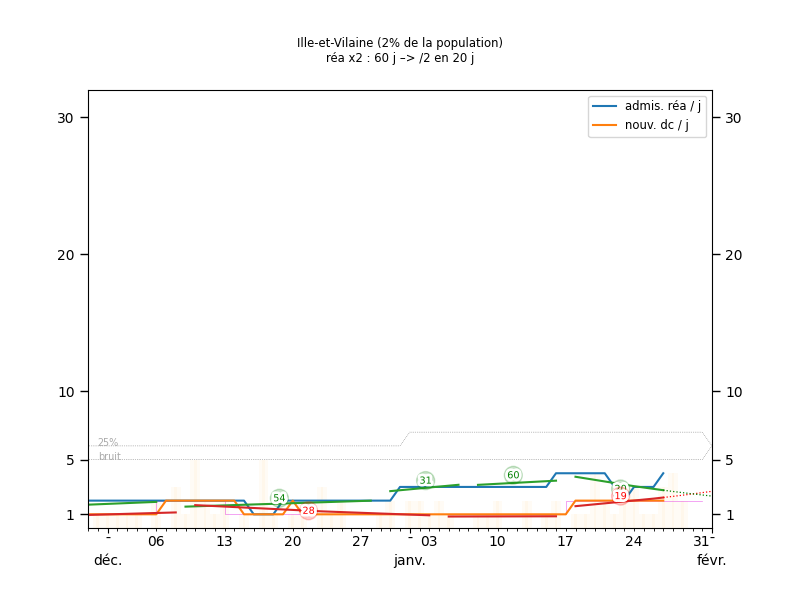 Ille-et-Vilaine (2% de la population)
réa x2 : 60 j –> /2 en 20 j
admis. réa / j
nouv. dc / j
30 30
20 20
10 10
25%
bruit
5 5
31 60
54 28
20
19
1 1
- 06 13 20 27 - 03 10 17 24 31-
déc. janv. févr.